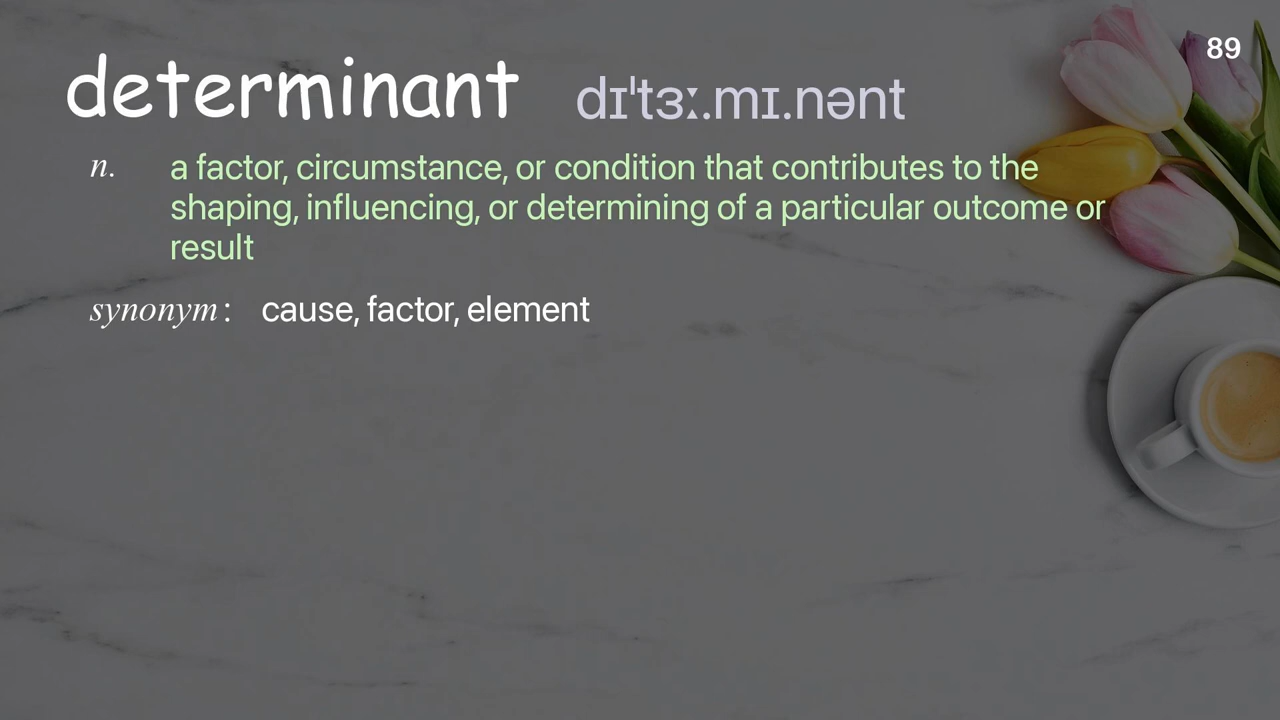 89
determinant dɪˈtɜː.mɪ.nənt
n. a factor, circumstance, or condition that contributes to the
shaping, influencing, or determining of a particular outcome or
result
synonym: cause, factor, element